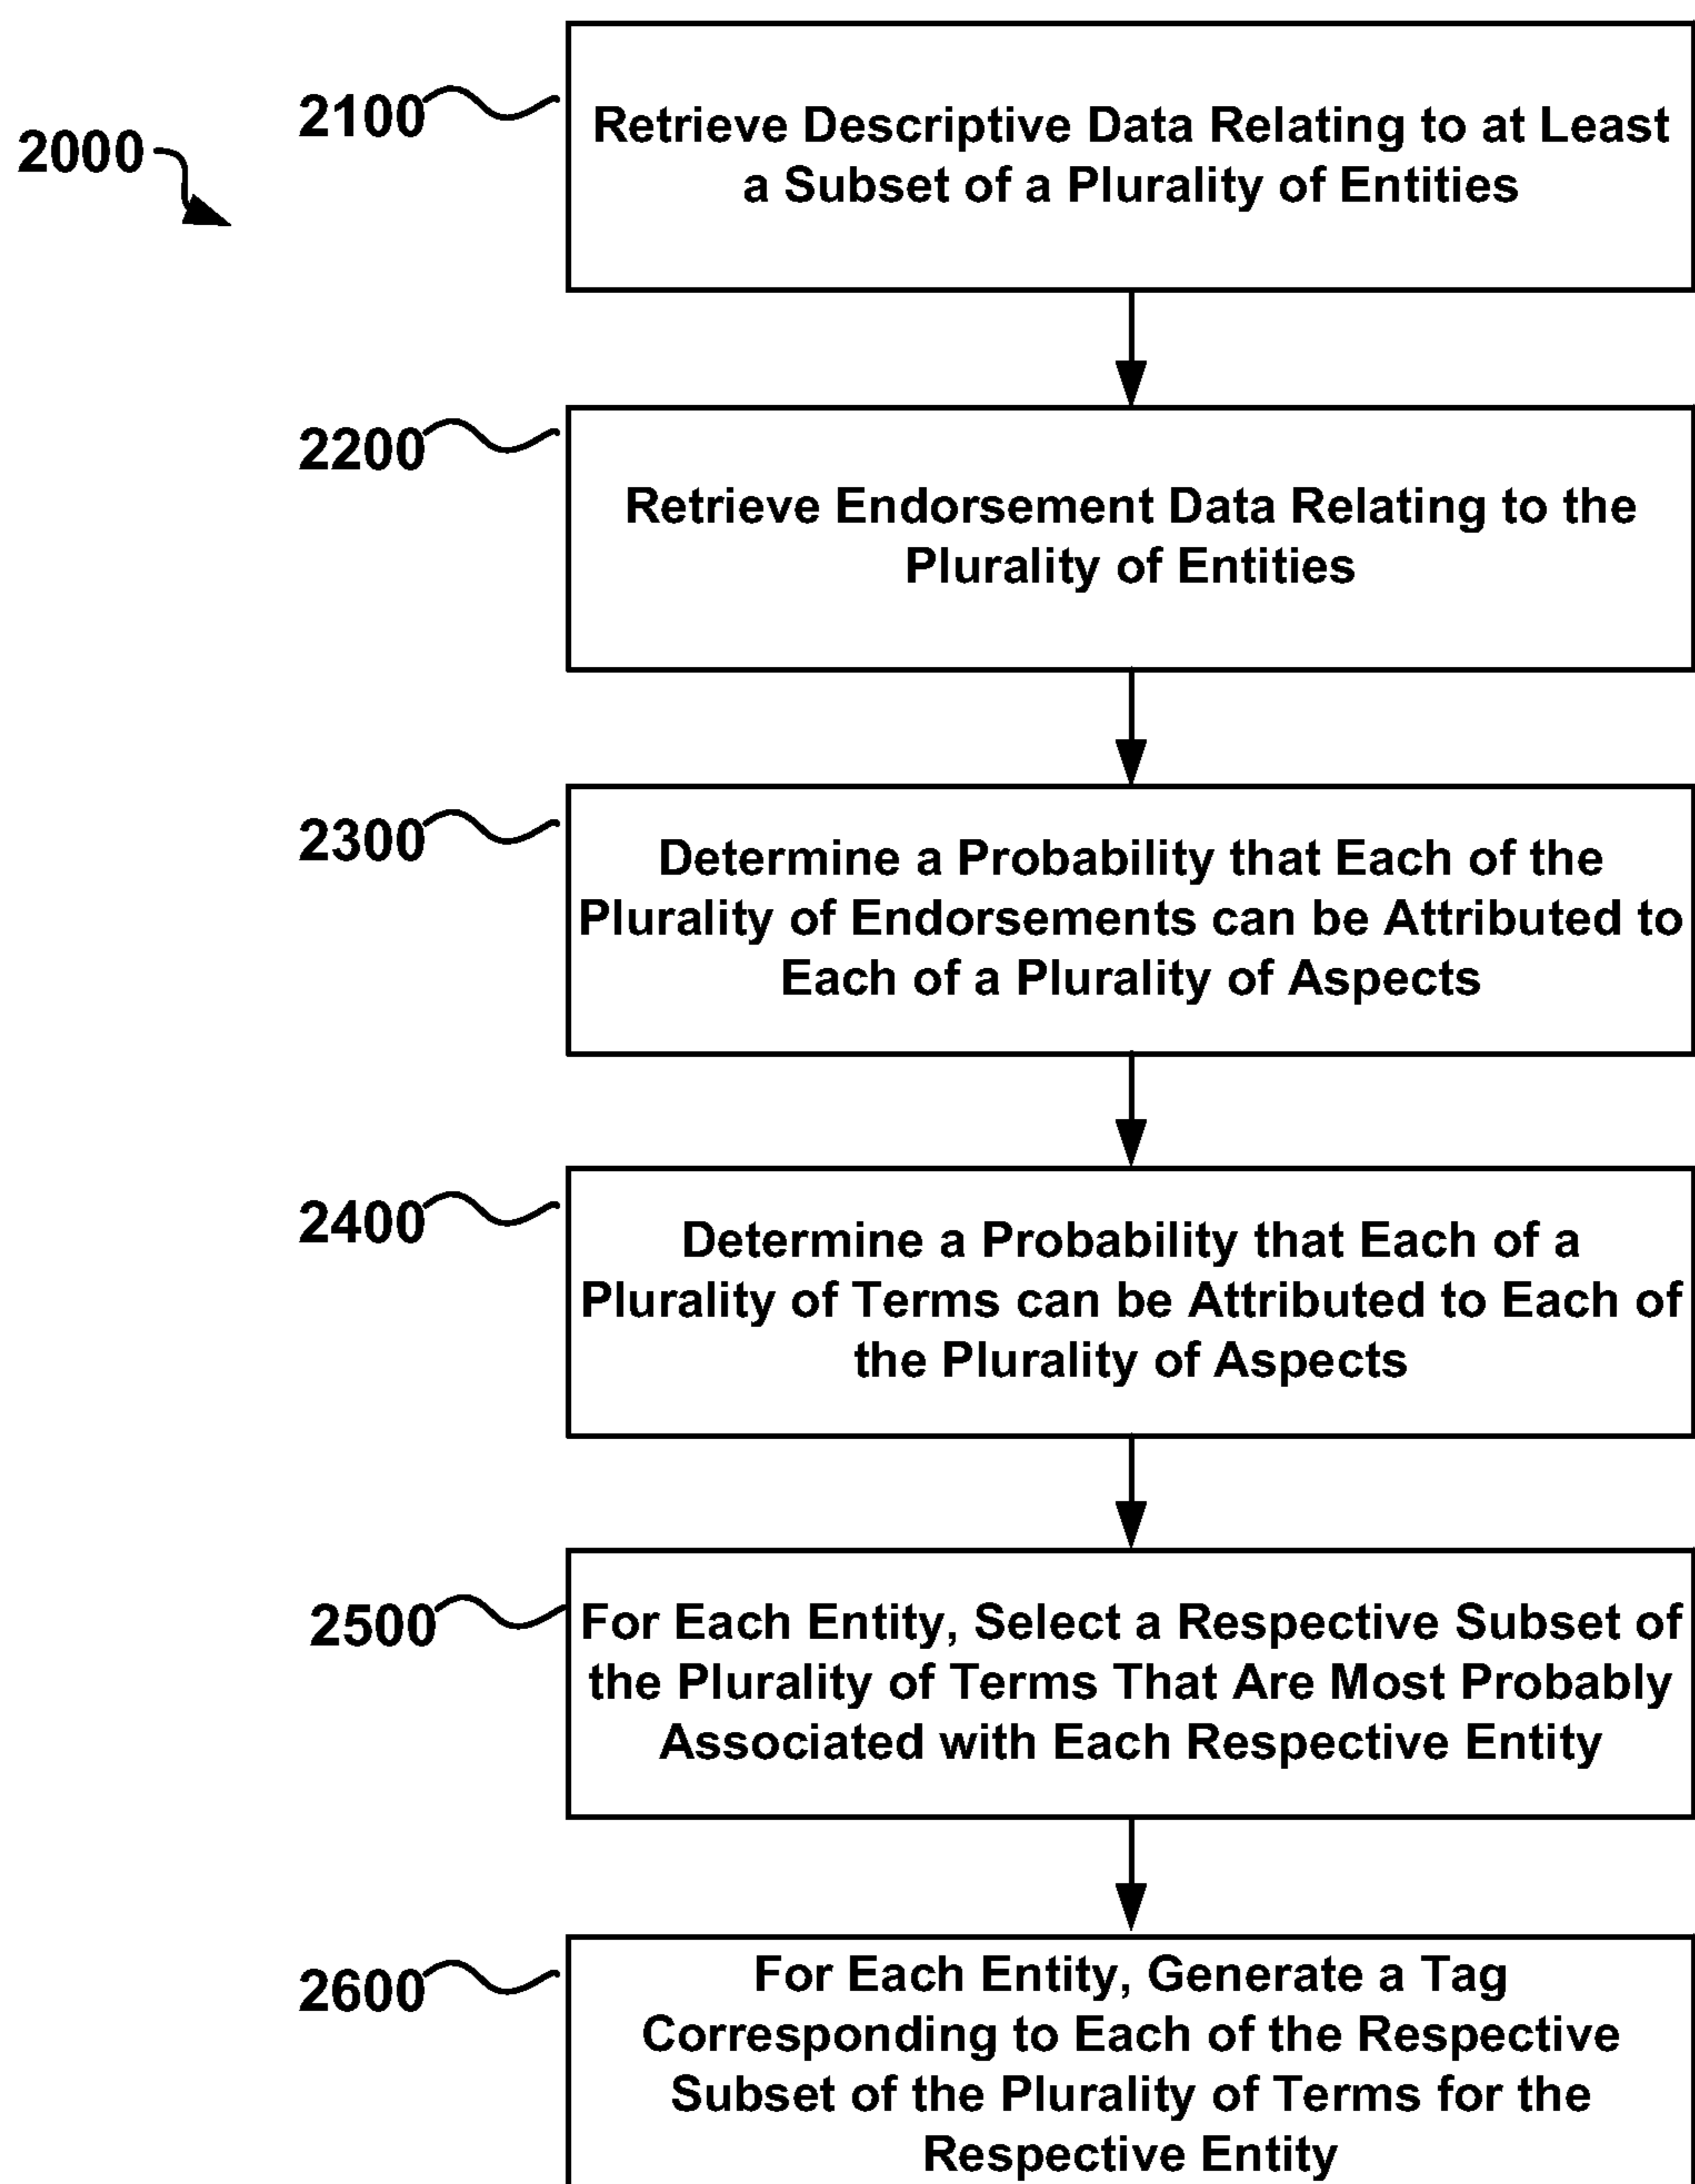 2000
2100
Retrieve Descriptive Data Relating to at Least
a Subset of a Plurality of Entities
2200
Retrieve Endorsement Data Relating to the
Plurality of Entities
2300
Determine a Probability that Each of the
Plurality of Endorsements can be Attributed to
Each of a Plurality of Aspects
2400
Determine a Probability that Each of a
Plurality of Terms can be Attributed to Each of
the Plurality of Aspects
2500
For Each Entity, Select a Respective Subset of
the Plurality of Terms That Are Most Probably
Associated with Each Respective Entity
2600
For Each Entity, Generate a Tag
Corresponding to Each of the Respective
Subset of the Plurality of Terms for the
Respective Entity